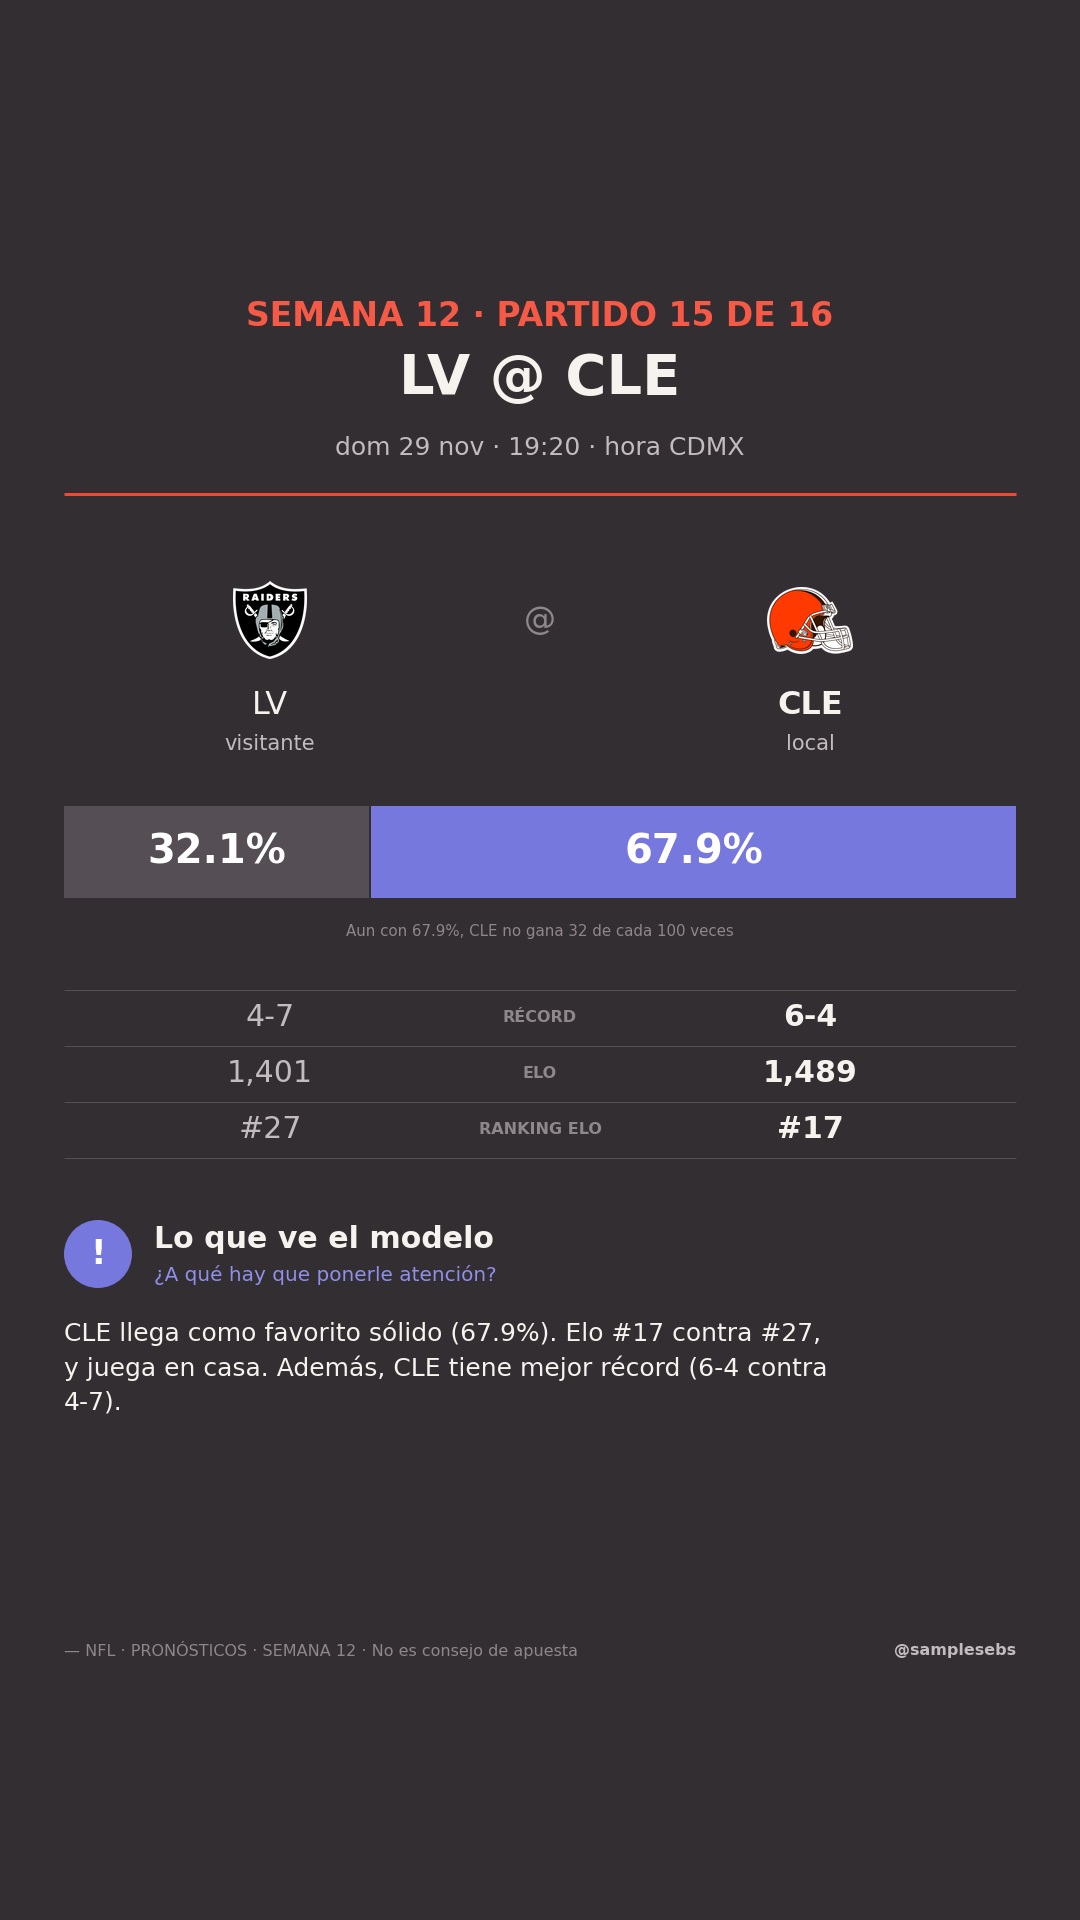 SEMANA 12 · PARTIDO 15 DE 16
LV @ CLE
dom 29 nov · 19:20 · hora CDMX
RAIDERS
@
LV
CLE
visitante
local
32.1%
67.9%
Aun con 67.9%, CLE no gana 32 de cada 100 veces
4-7
RÉCORD
6-4
1,401
ELO
1,489
#27
RANKING ELO
#17
!
Lo que ve el modelo
¿A qué hay que ponerle atención?
CLE llega como favorito sólido (67.9%). Elo #17 contra #27,
y juega en casa. Además, CLE tiene mejor récord (6-4 contra
4-7).
— NFL · PRONÓSTICOS · SEMANA 12 · No es consejo de apuesta
@samplesebs